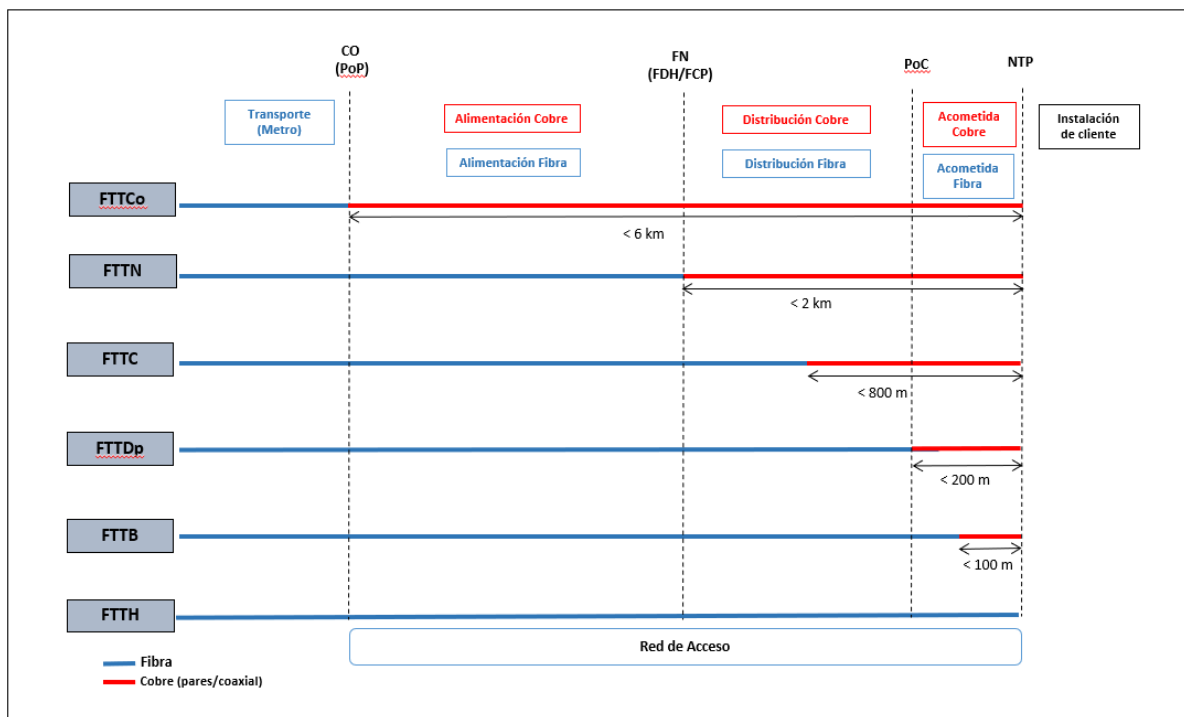 CO
(PoP)
FN
(FDH/FCP)
PoC
NTP
Transporte
(Metro)
Alimentación Cobre
Distribución Cobre
Acometida
Cobre
Instalación
de cliente
Alimentación Fibra
Distribución Fibra
Acometida
Fibra
FTTCo
< 6 km
FTTN
< 2 km
FTTC
< 800 m
FTTDp
< 200 m
FTTB
< 100 m
FTTH
Red de Acceso
Fibra
Cobre (pares/coaxial)